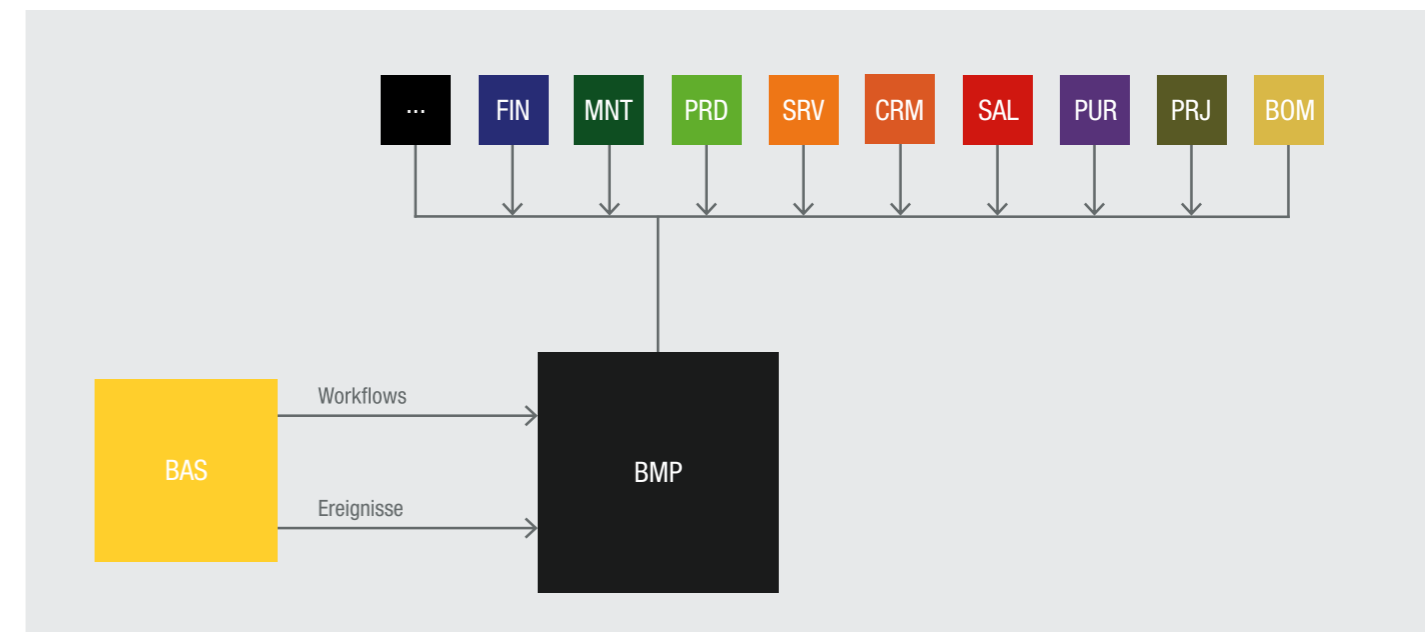 ... FIN MNT PRD SRV CRM SAL PUR PRJ BOM
Workflows
BAS
BMP
Ereignisse